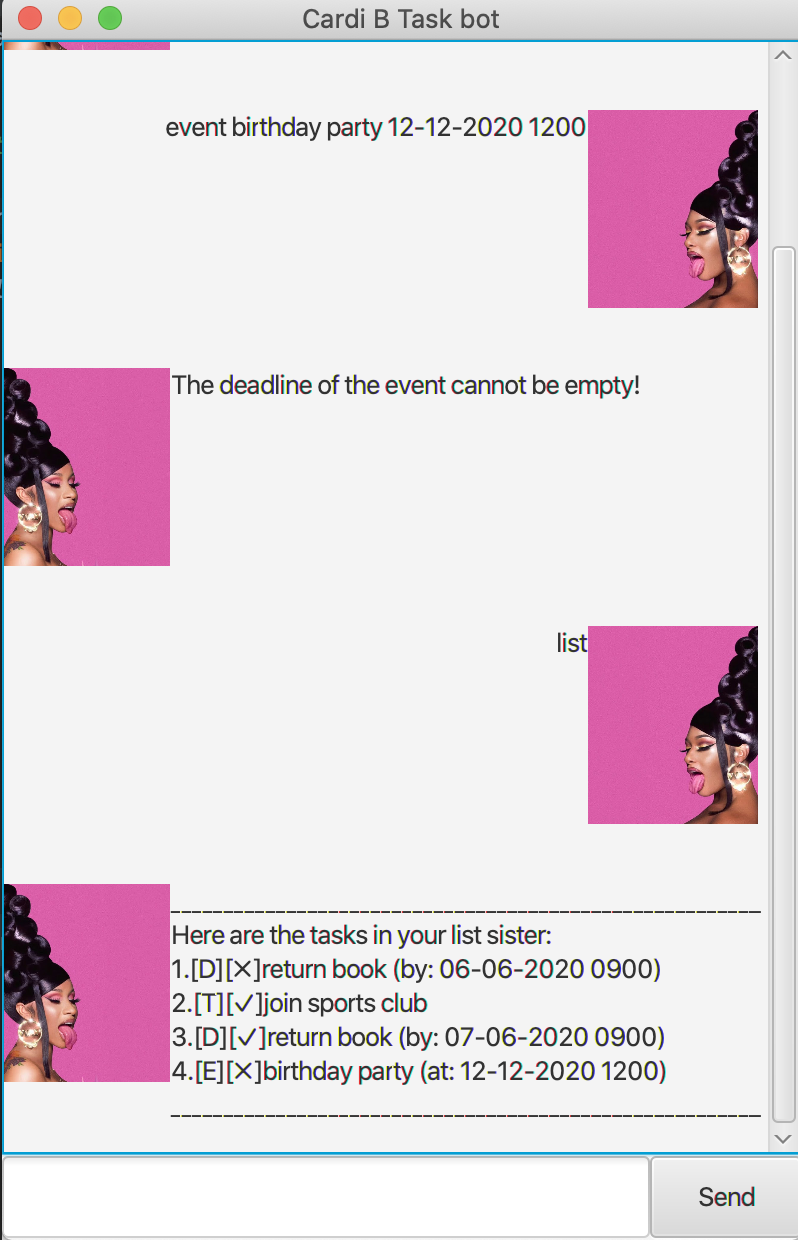 Cardi B Task bot
event birthday party 12-12-2020 1200
The deadline of the event cannot be empty!
list
____________________________________________________________
Here are the tasks in your list sister:
1.[D][✕]return book (by: 06-06-2020 0900)
2.[T][✓]join sports club
3.[D][✓]return book (by: 07-06-2020 0900)
4.[E][✕]birthday party (at: 12-12-2020 1200)
____________________________________________________________
Send